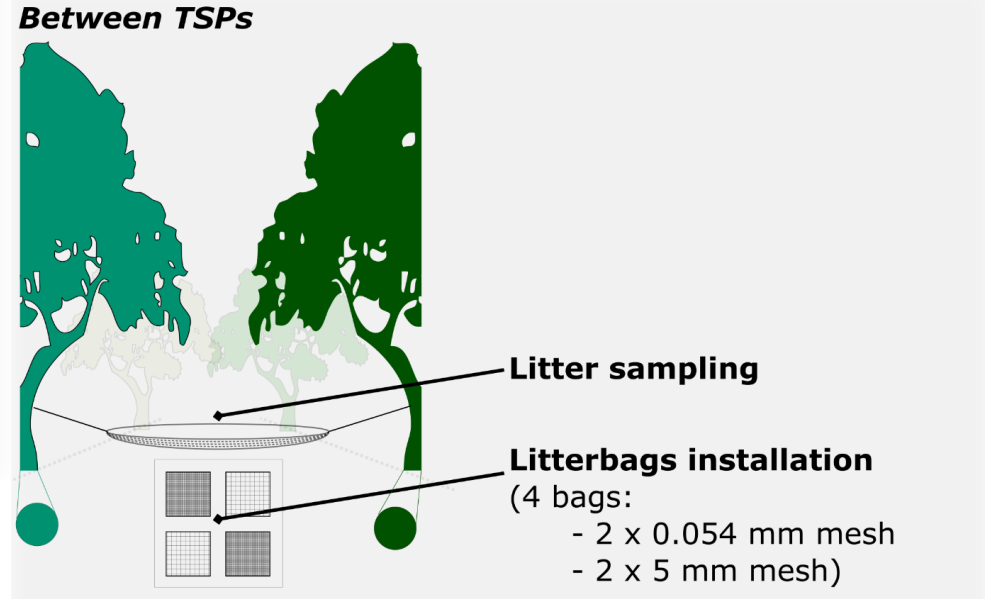 Between TSPs
Litter sampling
Litterbags installation
(4 bags:
- 2 x 0.054 mm mesh
- 2 x 5 mm mesh)